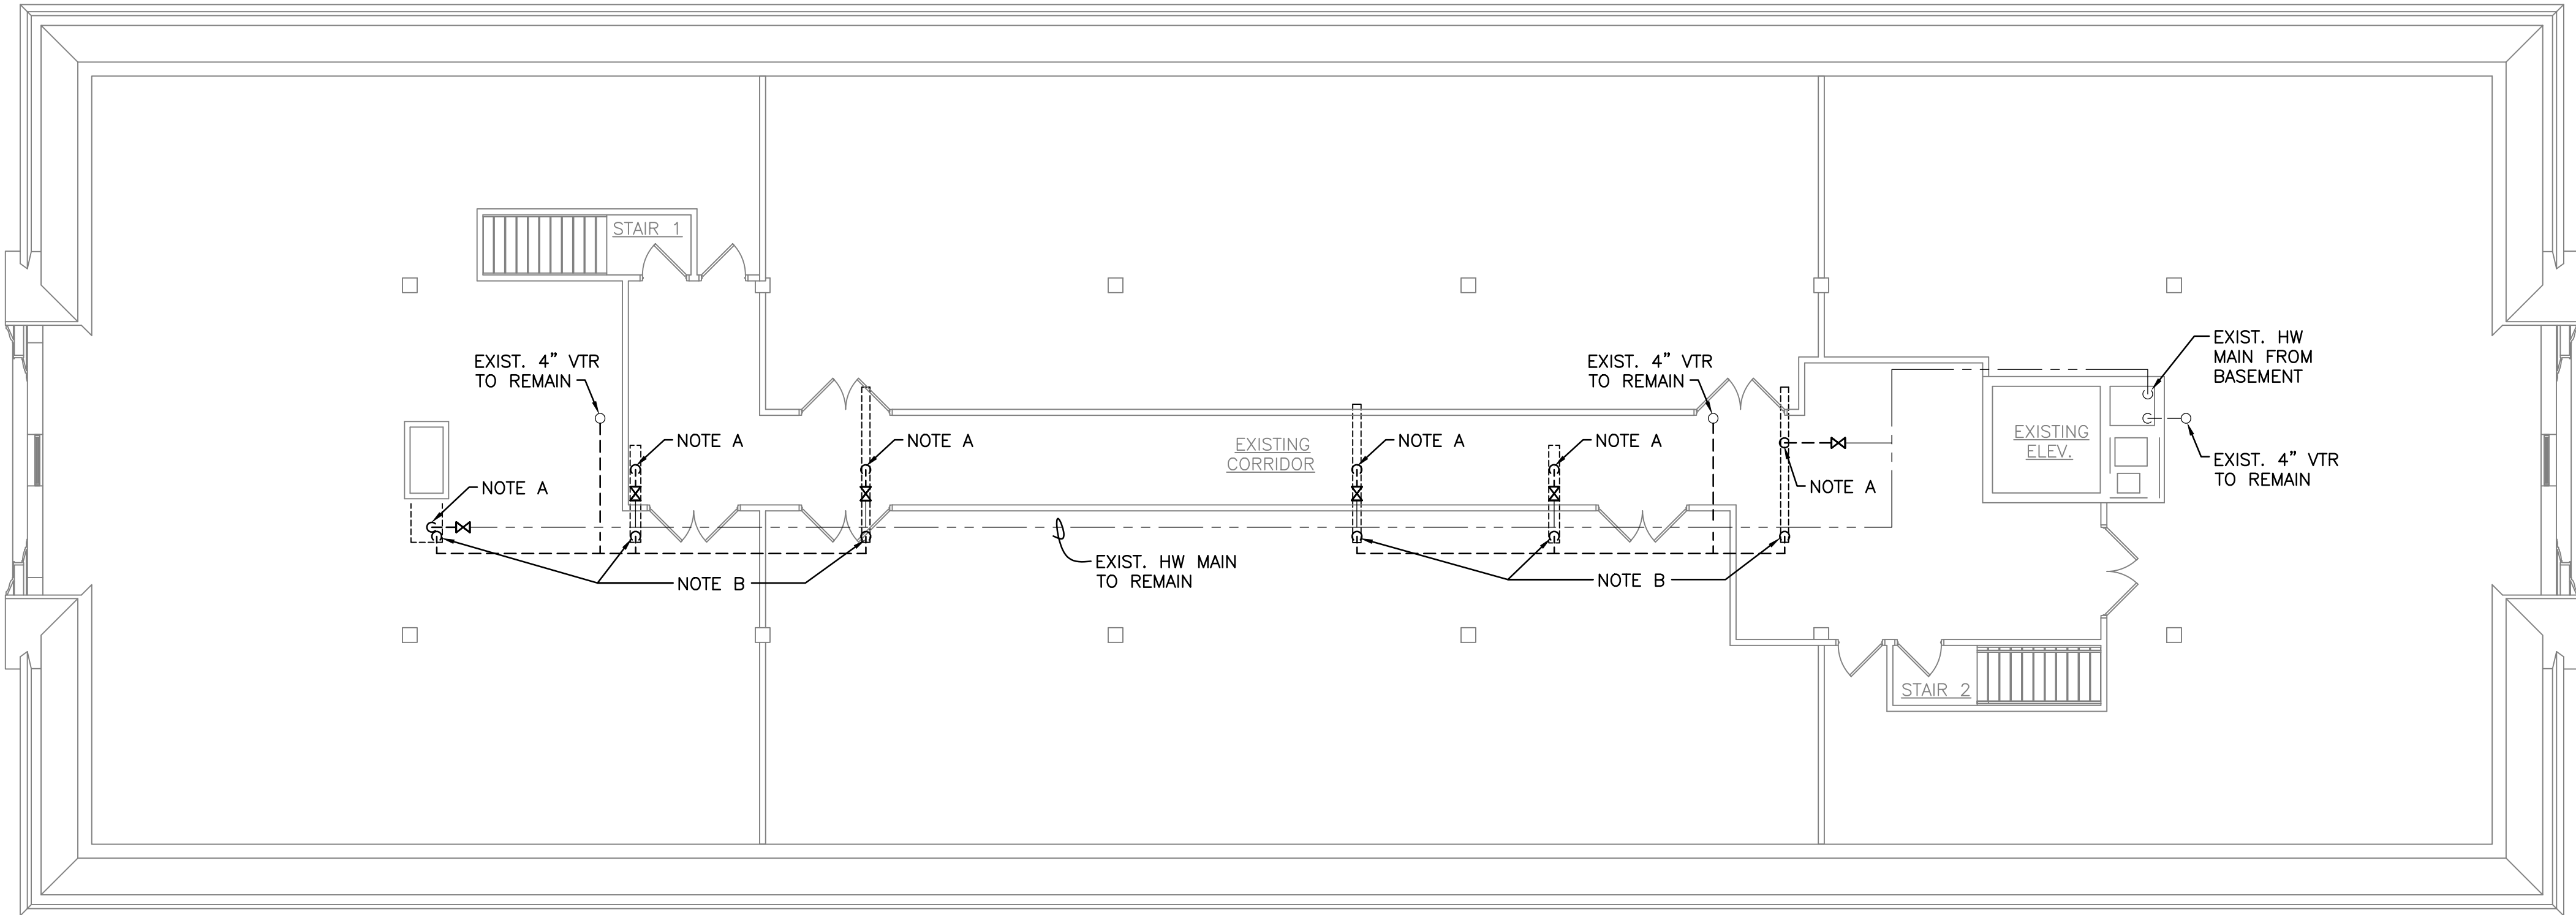 STAIR 1
EXIST. 4" VTR
TO REMAIN
EXIST. 4" VTR
TO REMAIN
EXIST. HW
MAIN FROM
BASEMENT
NOTE A
NOTE A
EXISTING
CORRIDOR
NOTE A
NOTE A
EXISTING
ELEV.
EXIST. 4" VTR
TO REMAIN
NOTE A
NOTE A
EXIST. HW MAIN
TO REMAIN
NOTE B
NOTE B
STAIR 2